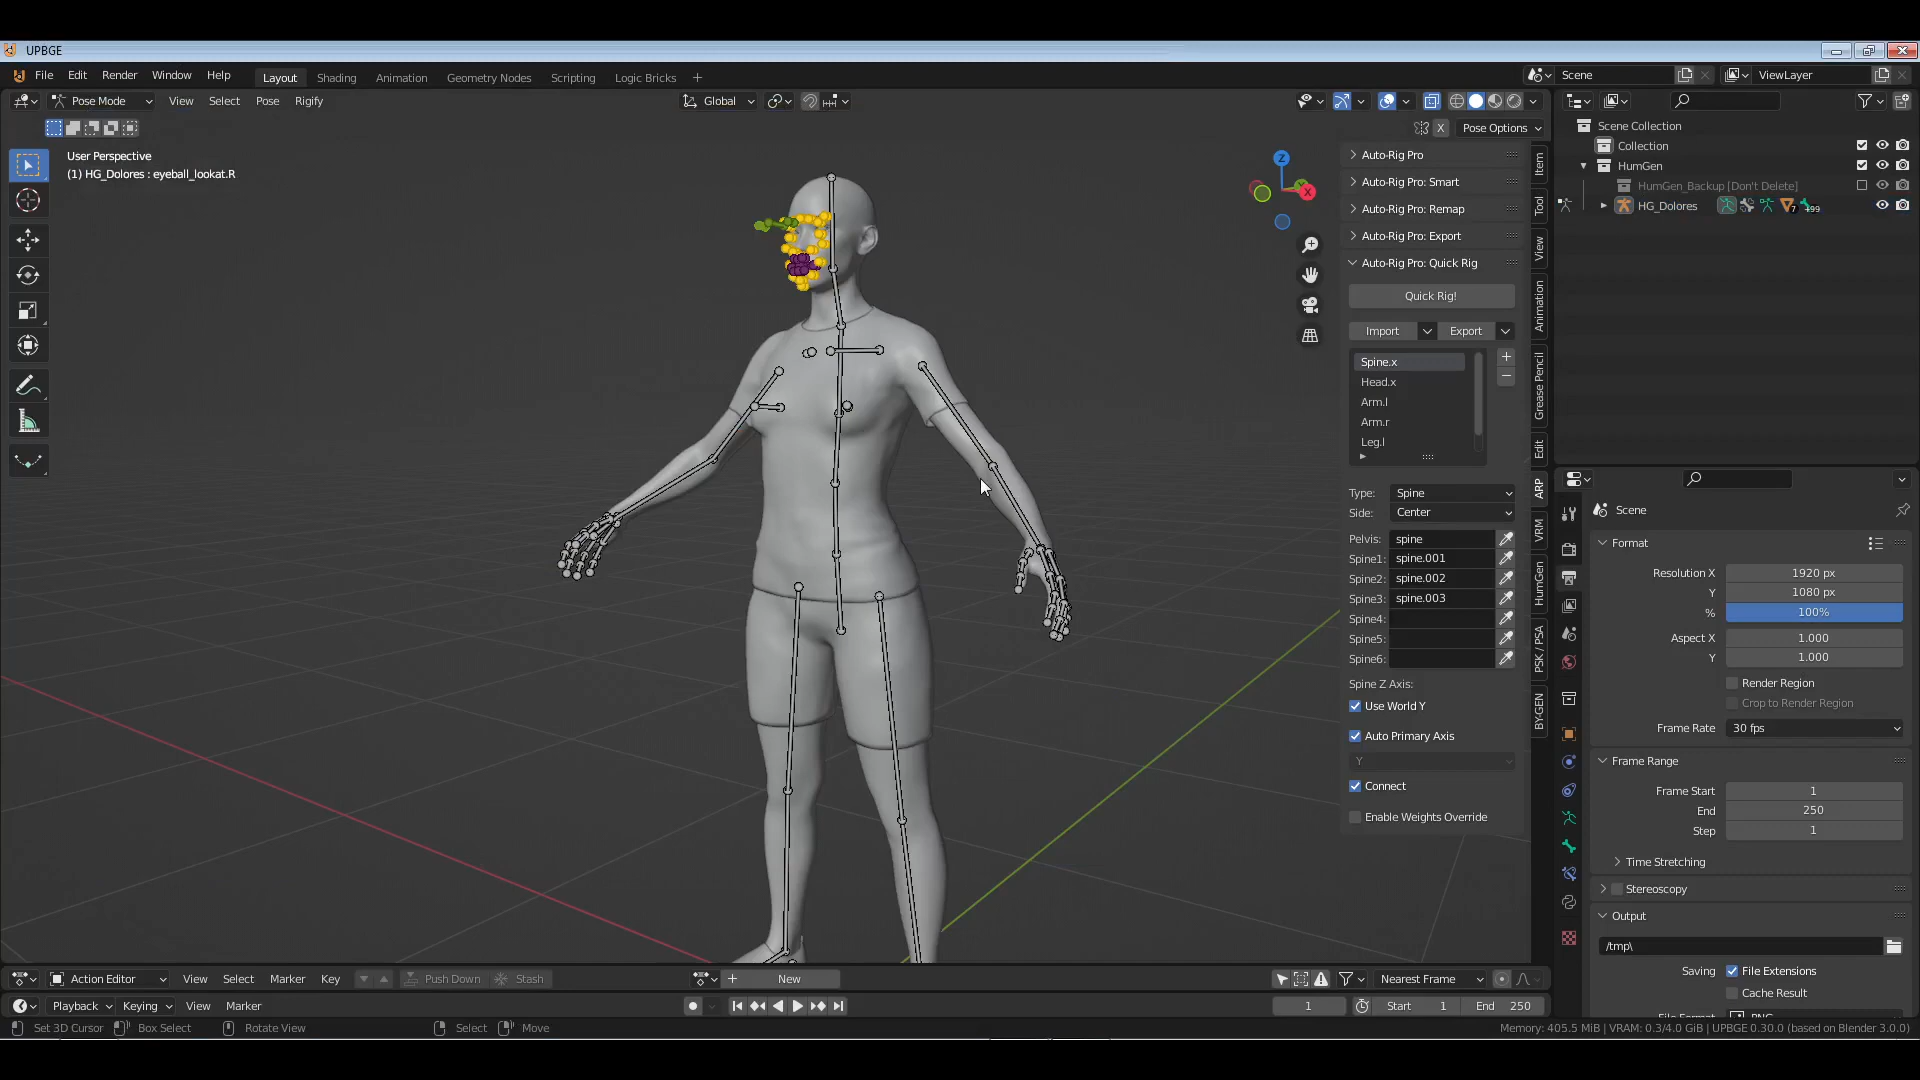 UPBGE
File Edit Render Window Help
Layout Shading Animation Geometry Nodes Scripting Logic Bricks +
Scene
ViewLayer
Pose Mode View Select Pose Rigify
Global
X Pose Options
User Perspective
(1) HG_Dolores : eyeball_lookat.R
Z
X
Auto-Rig Pro
Auto-Rig Pro: Smart
Auto-Rig Pro: Remap
Auto-Rig Pro: Export
Auto-Rig Pro: Quick Rig
Quick Rig!
Import Export
Spine.x
Head.x
Arm.l
Arm.r
Leg.l
Type: Spine
Side: Center
Pelvis: spine
Spine1: spine.001
Spine2: spine.002
Spine3: spine.003
Spine4:
Spine5:
Spine6:
Spine Z Axis:
Use World Y
Auto Primary Axis
Y
Connect
Enable Weights Override
Item
Tool
View
Animation
Grease Pencil
Edit
ARP
VRM
HumGen
PSK / PSA
BY-GEN
Scene Collection
Collection
HumGen
HumGen_Backup [Don't Delete]
HG_Dolores 7 +99
Scene
Format
Resolution X 1920 px
Y 1080 px
% 100%
Aspect X 1.000
Y 1.000
Render Region
Crop to Render Region
Frame Rate 30 fps
Frame Range
Frame Start 1
End 250
Step 1
Time Stretching
Stereoscopy
Output
/tmp\
Saving File Extensions
Cache Result
Action Editor View Select Marker Key Push Down Stash + New Nearest Frame
Playback Keying View Marker 1 Start 1 End 250
Set 3D Cursor Box Select Rotate View Select Move
Memory: 405.5 MiB | VRAM: 0.3/4.0 GiB | UPBGE 0.30.0 (based on Blender 3.0.0)